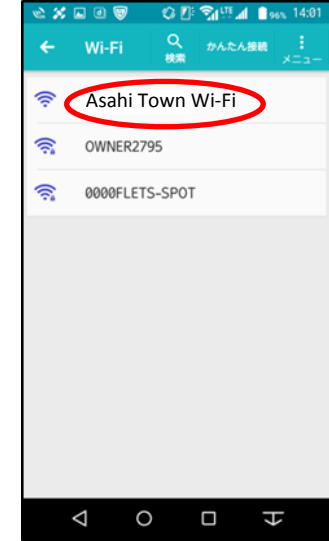 LTE 96% 14:01
Wi-Fi
検索
かんたん接続
メニュー
Asahi Town Wi-Fi
OWNER2795
0000FLETS-SPOT